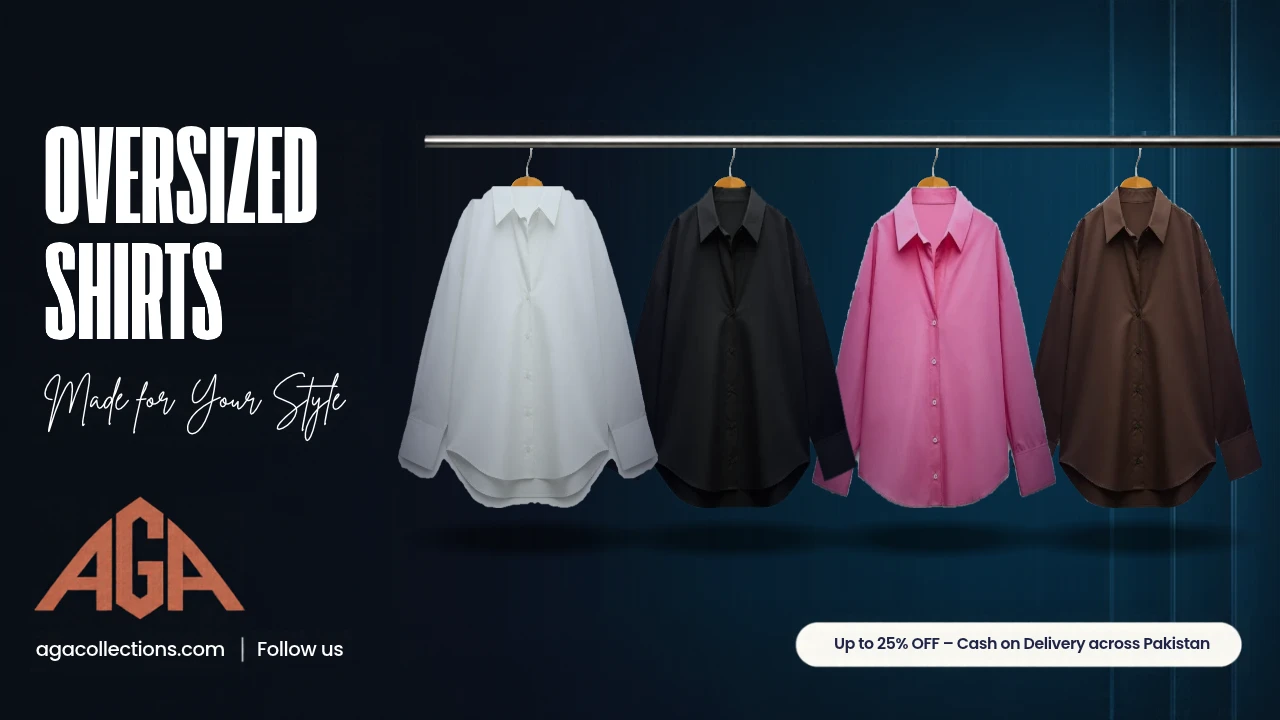 OVERSIZED
SHIRTS
Made for Your Style
AGA
agacollections.com | Follow us
Up to 25% OFF – Cash on Delivery across Pakistan